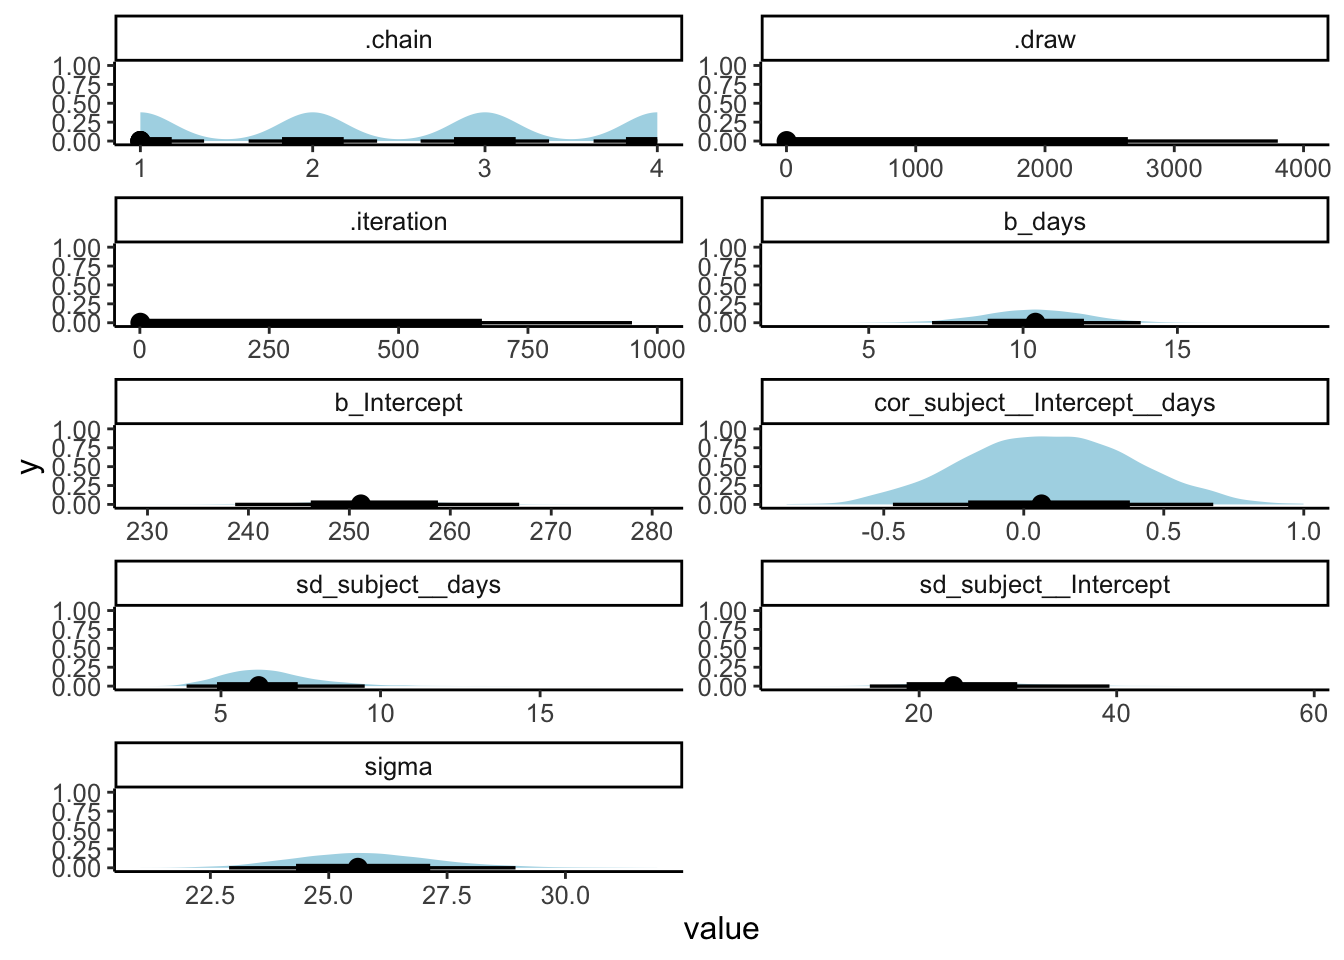 .chain
.draw
1.00
0.75
0.50
0.25
0.00
1 2 3 4
1.00
0.75
0.50
0.25
0.00
0 1000 2000 3000 4000
.iteration
b_days
1.00
0.75
0.50
0.25
0.00
0 250 500 750 1000
1.00
0.75
0.50
0.25
0.00
5 10 15
b_Intercept
cor_subject__Intercept__days
1.00
0.75
0.50
0.25
0.00
230 240 250 260 270 280
1.00
0.75
0.50
0.25
0.00
-0.5 0.0 0.5 1.0
y
sd_subject__days
sd_subject__Intercept
1.00
0.75
0.50
0.25
0.00
5 10 15
1.00
0.75
0.50
0.25
0.00
20 40 60
sigma
1.00
0.75
0.50
0.25
0.00
22.5 25.0 27.5 30.0
value